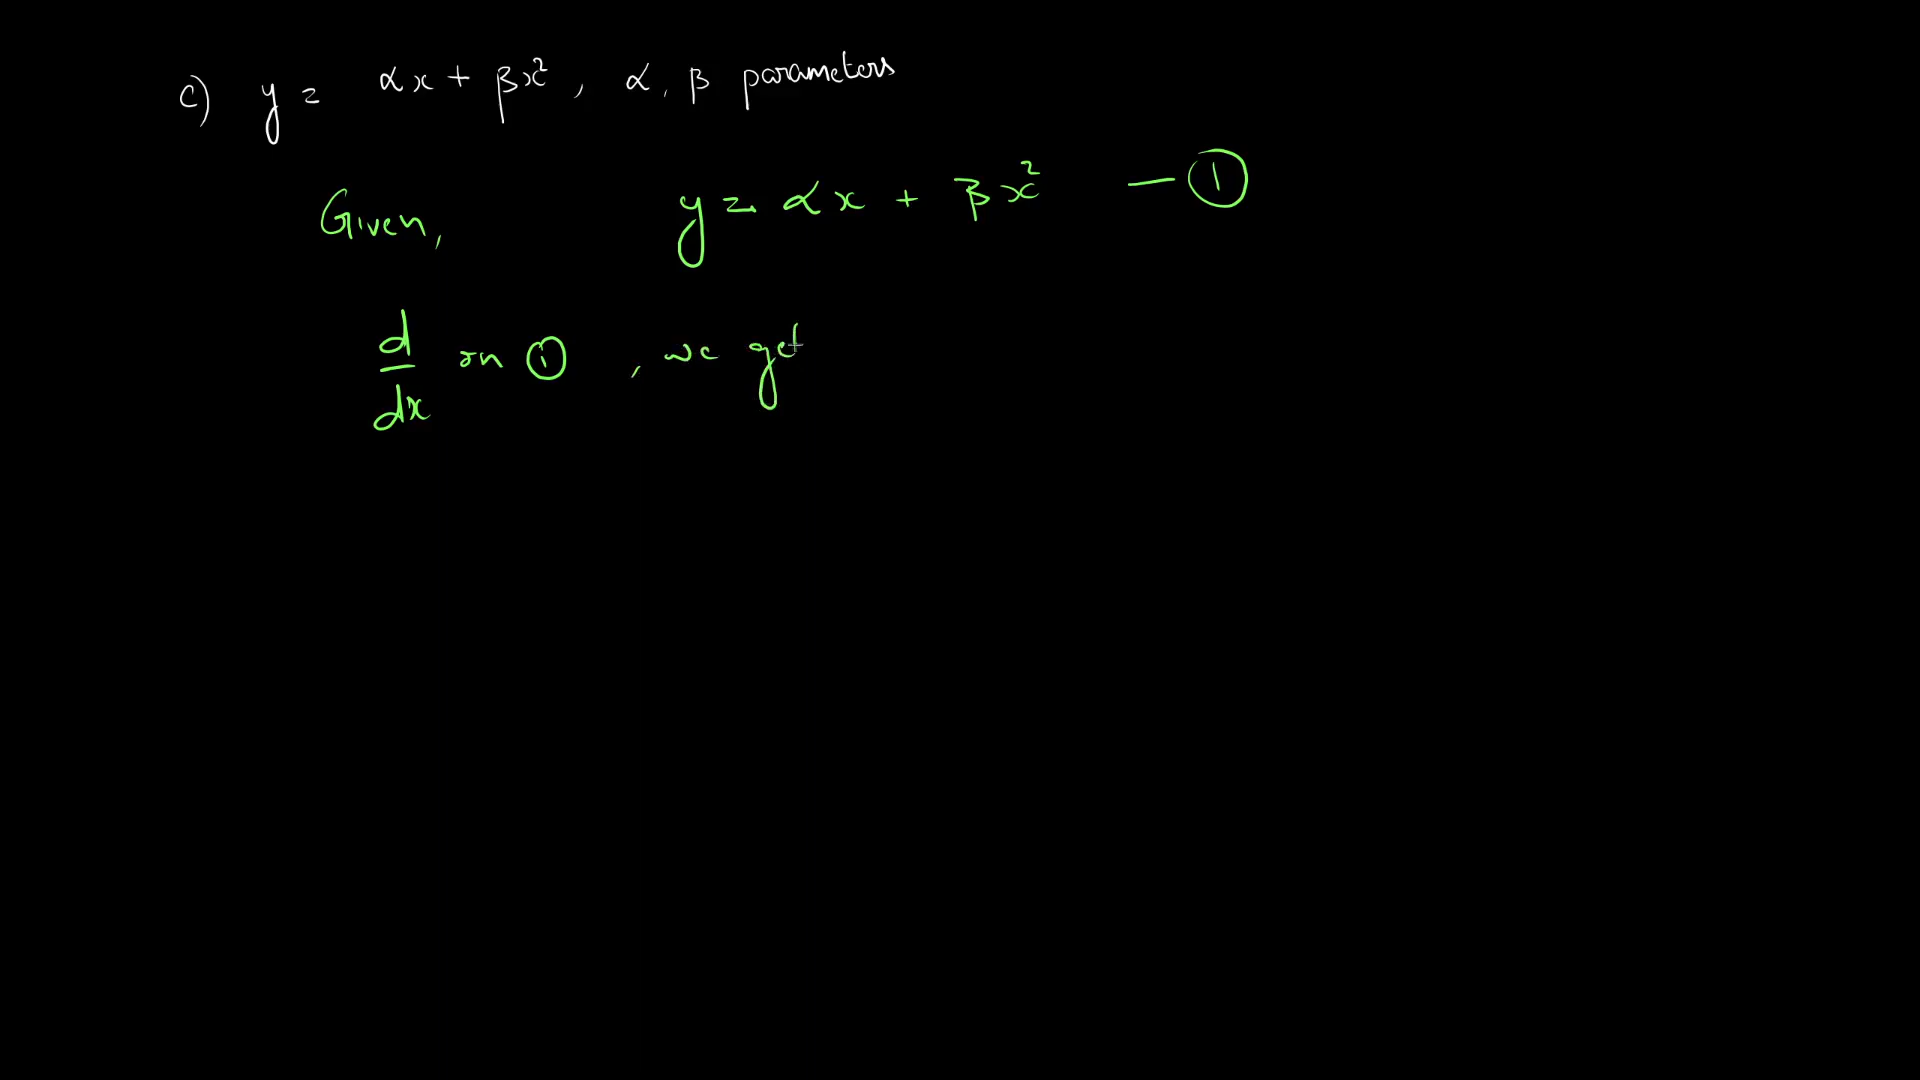 c) y = αx + βx², α, β parameters
Given, y = αx + βx² — ①
d/dx on ①, we get